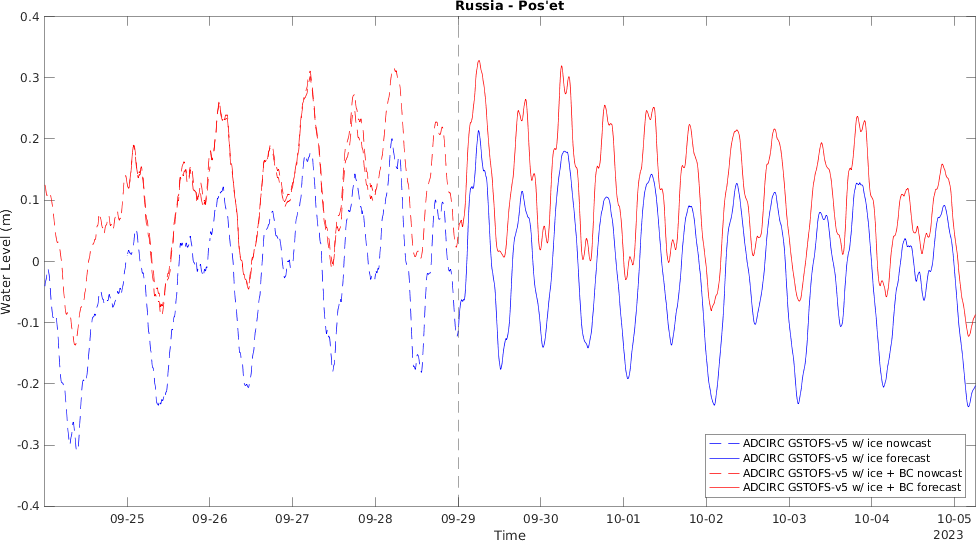 Russia - Pos'et
0.4
0.3
0.2
0.1
0
-0.1
-0.2
-0.3
-0.4
Water Level (m)
ADCIRC GSTOFS-v5 w/ ice nowcast
ADCIRC GSTOFS-v5 w/ ice forecast
ADCIRC GSTOFS-v5 w/ ice + BC nowcast
ADCIRC GSTOFS-v5 w/ ice + BC forecast
09-25 09-26 09-27 09-28 09-29 09-30 10-01 10-02 10-03 10-04 10-05
Time 2023